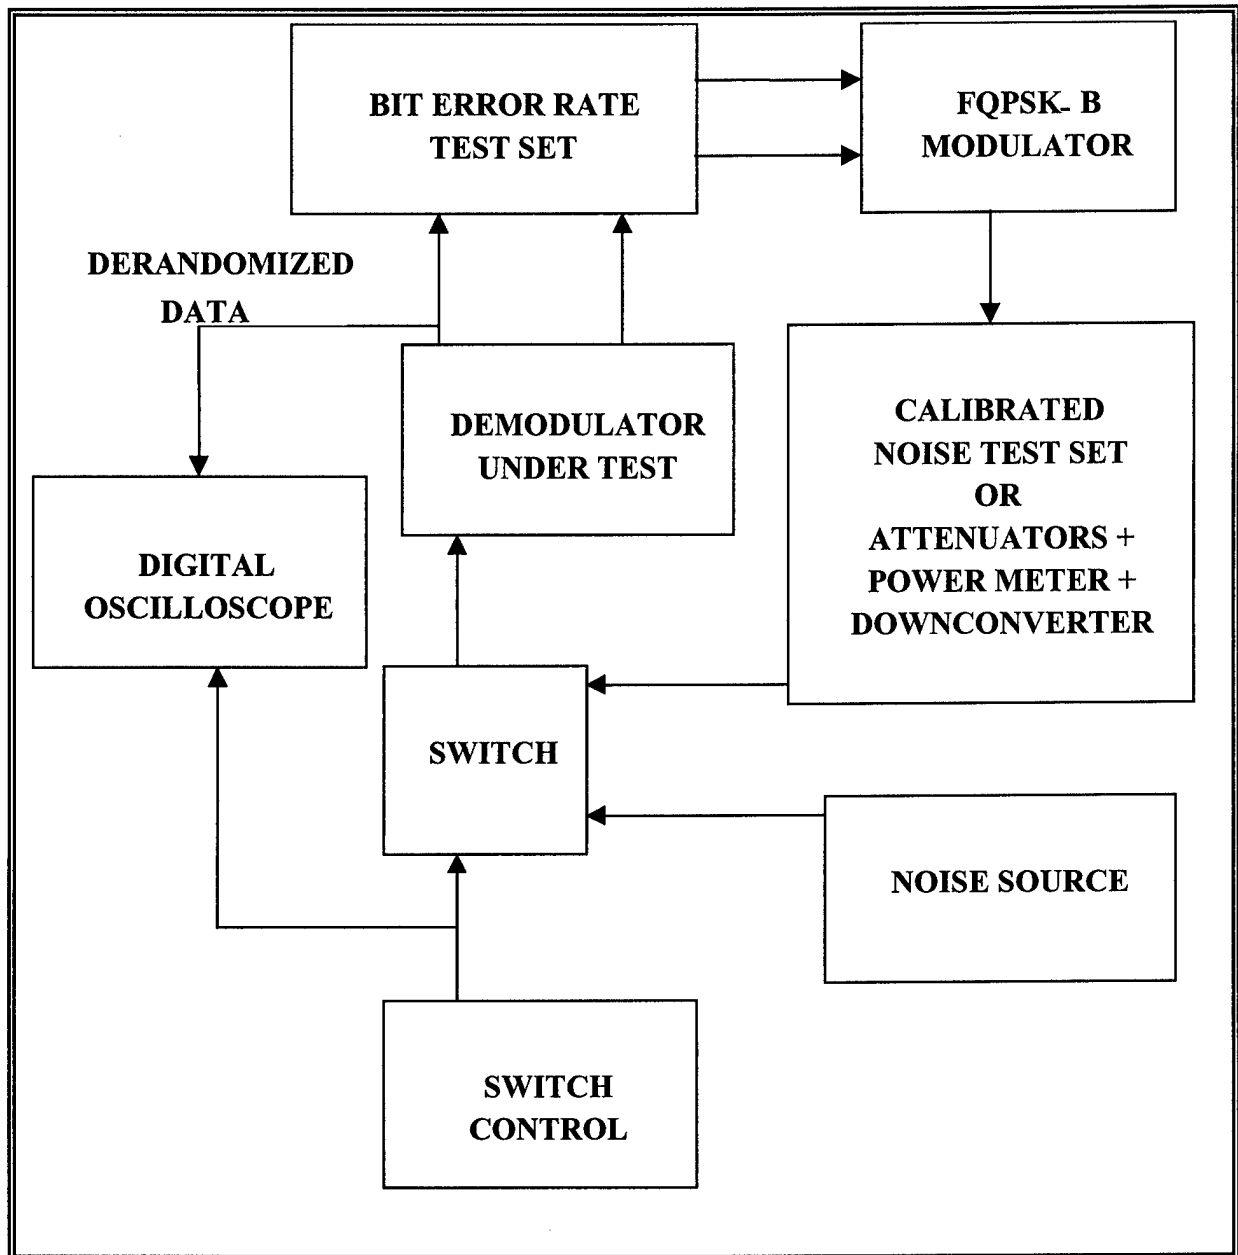 BIT ERROR RATE
TEST SET
FQPSK- B
MODULATOR
DERANDOMIZED
DATA
DEMODULATOR
UNDER TEST
CALIBRATED
NOISE TEST SET
OR
ATTENUATORS +
POWER METER +
DOWNCONVERTER
DIGITAL
OSCILLOSCOPE
SWITCH
NOISE SOURCE
SWITCH
CONTROL